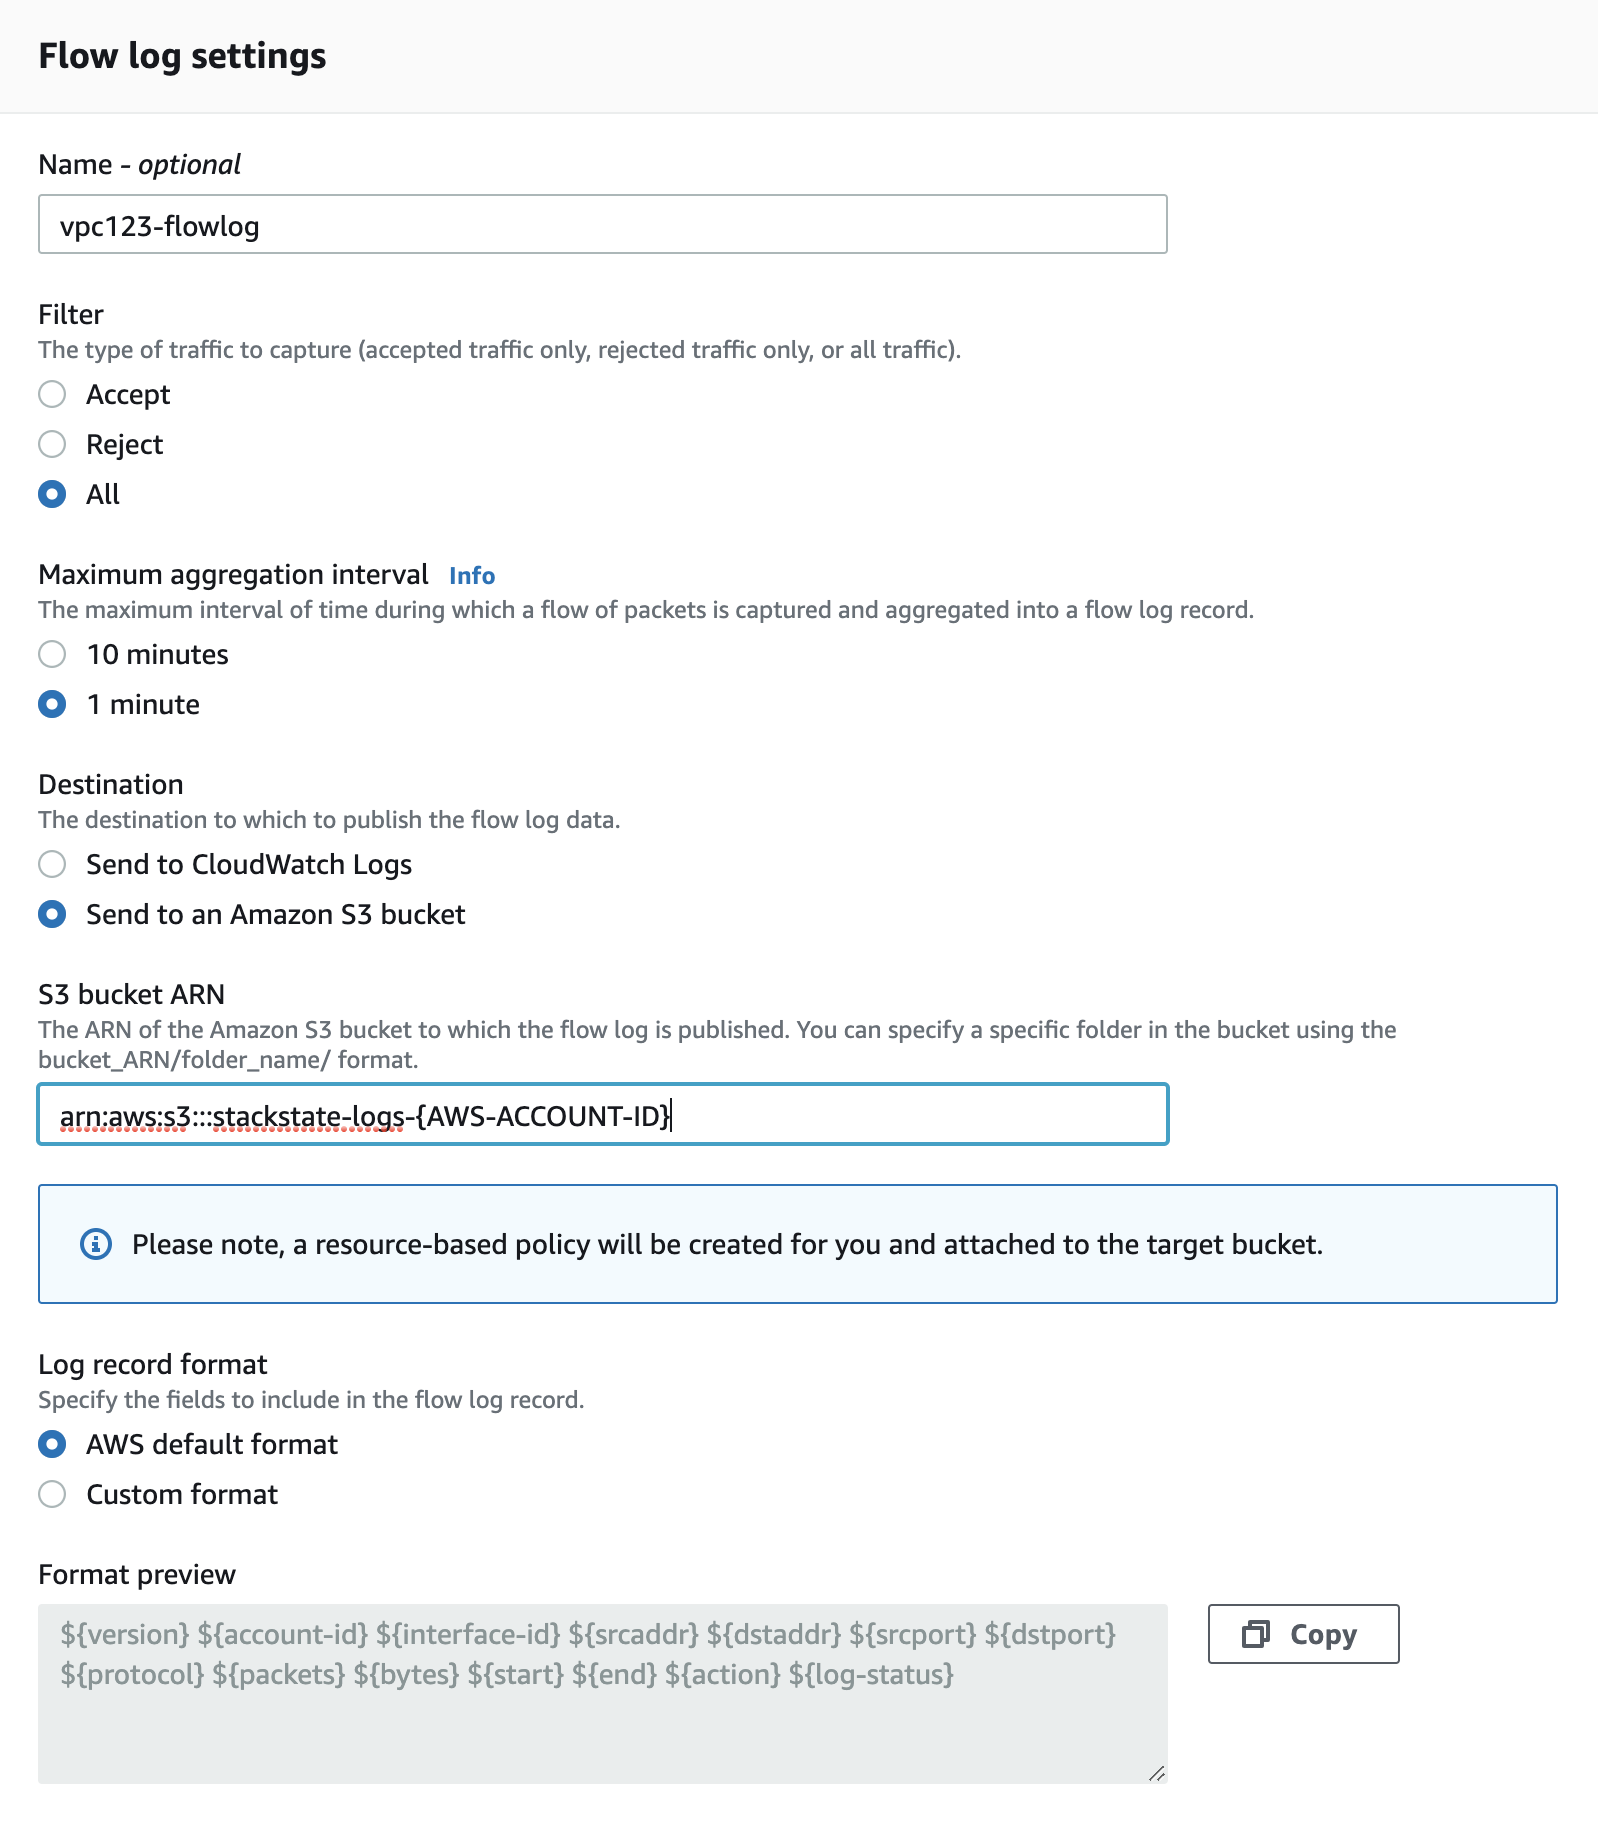 Flow log settings
Name - optional
vpc123-flowlog
Filter
The type of traffic to capture (accepted traffic only, rejected traffic only, or all traffic).
Accept
Reject
All
Maximum aggregation interval Info
The maximum interval of time during which a flow of packets is captured and aggregated into a flow log record.
10 minutes
1 minute
Destination
The destination to which to publish the flow log data.
Send to CloudWatch Logs
Send to an Amazon S3 bucket
S3 bucket ARN
The ARN of the Amazon S3 bucket to which the flow log is published. You can specify a specific folder in the bucket using the
bucket_ARN/folder_name/ format.
arn:aws:s3:::stackstate-logs-{AWS-ACCOUNT-ID}
Please note, a resource-based policy will be created for you and attached to the target bucket.
Log record format
Specify the fields to include in the flow log record.
AWS default format
Custom format
Format preview
${version} ${account-id} ${interface-id} ${srcaddr} ${dstaddr} ${srcport} ${dstport}
${protocol} ${packets} ${bytes} ${start} ${end} ${action} ${log-status}
Copy